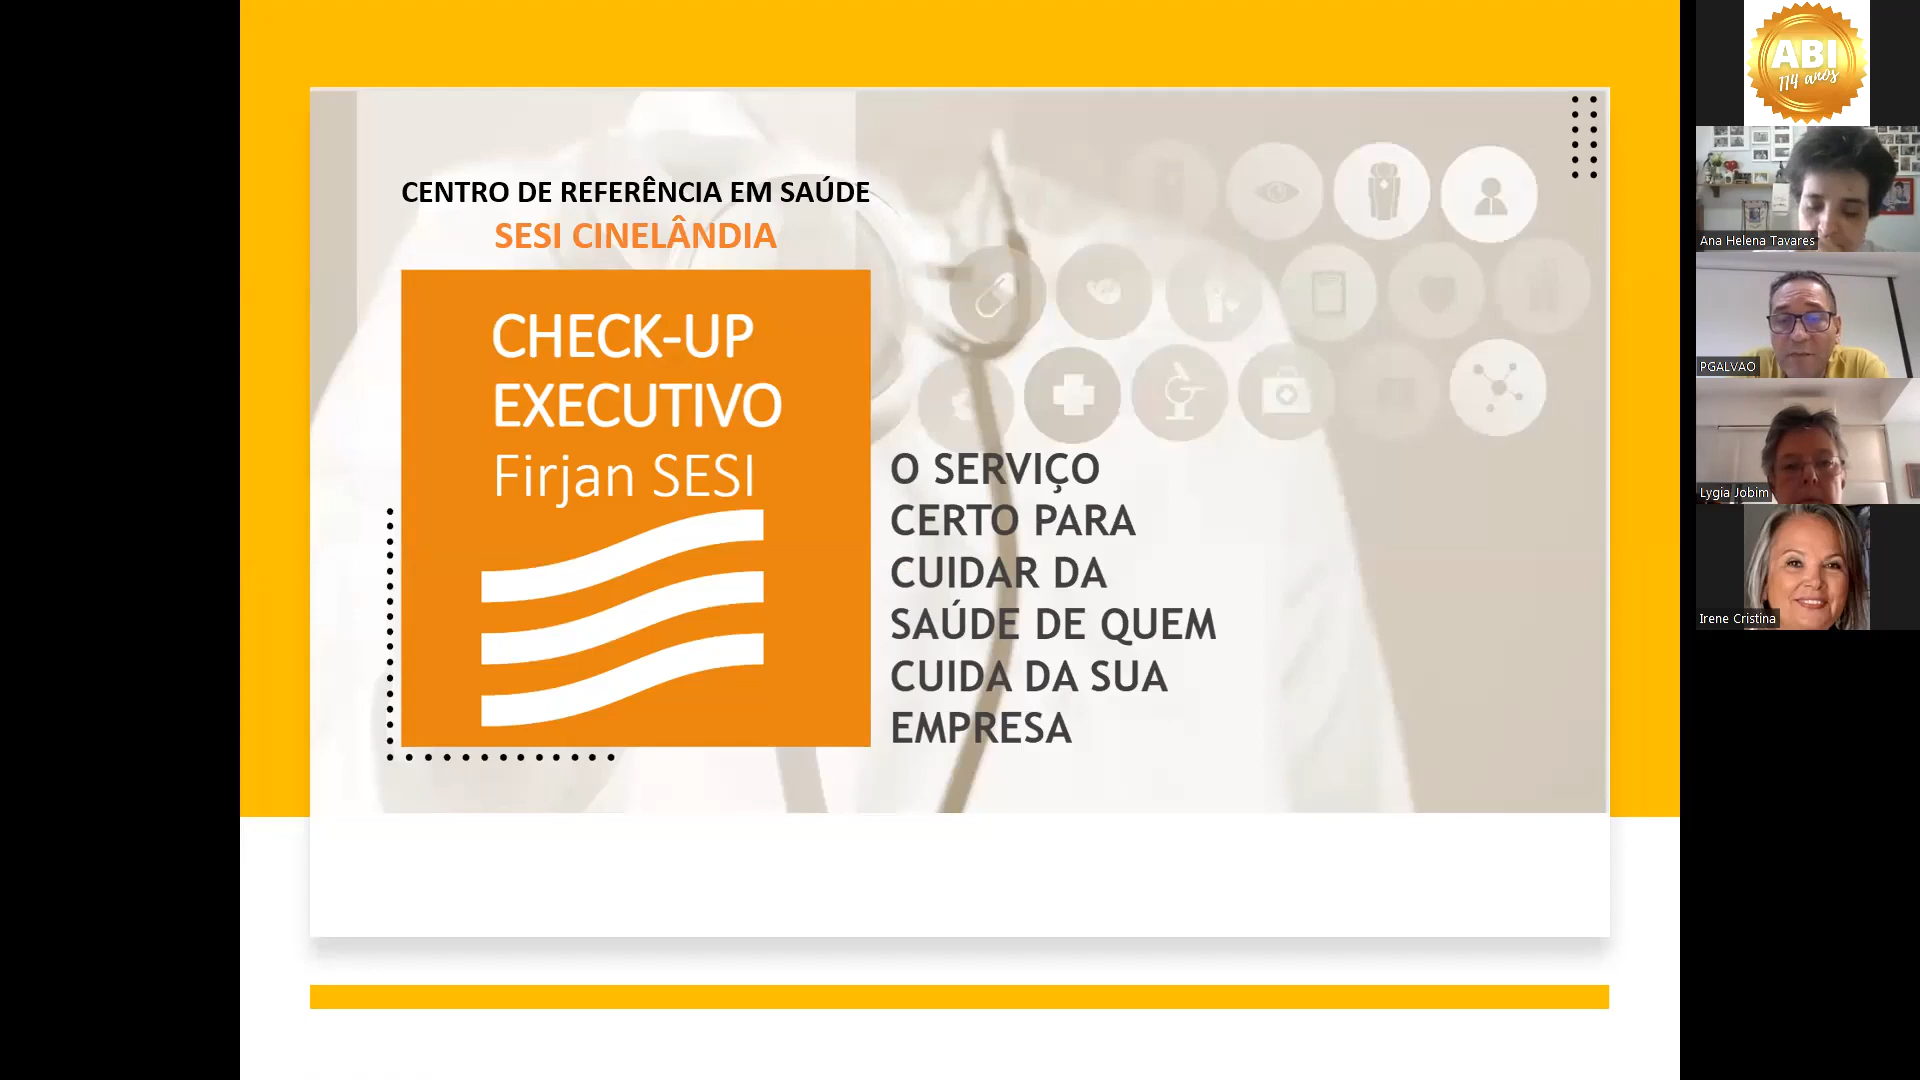 CENTRO DE REFERÊNCIA EM SAÚDE
SESI CINELÂNDIA
CHECK-UP
EXECUTIVO
Firjan SESI
O SERVIÇO
CERTO PARA
CUIDAR DA
SAÚDE DE QUEM
CUIDA DA SUA
EMPRESA
ABI
114 anos
Ana Helena Tavares
PGALVAO
Lygia Jobim
Irene Cristina